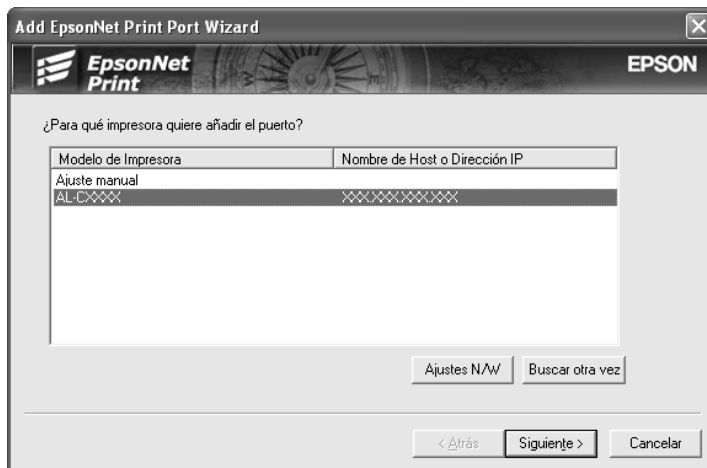 Add EpsonNet Print Port Wizard
EpsonNet
Print
EPSON
¿Para qué impresora quiere añadir el puerto?
Modelo de Impresora Nombre de Host o Dirección IP
Ajuste manual
AL-CXXXX XXX.XXX.XXX.XXX
Ajustes N/W Buscar otra vez
< Atrás Siguiente > Cancelar